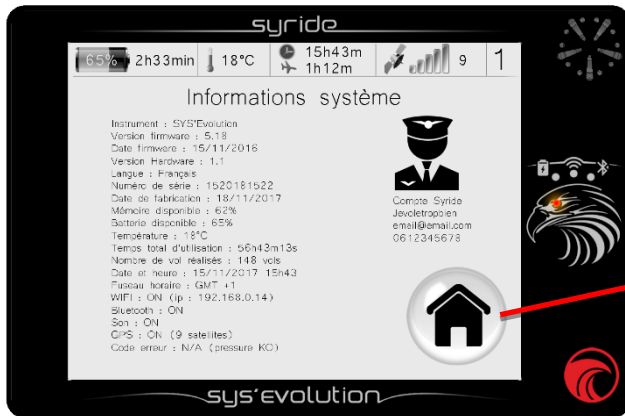 syride
65% 2h33min 18°C 15h43m 9 1
1h12m
Informations système
Instrument : SYS'Evolution
Version firmware : 5.18
Date firmware : 15/11/2016
Version Hardware : 1.1
Langue : Français
Numéro de série : 1520181522
Date de fabrication : 18/11/2017
Mémoire disponible : 62%
Batterie disponible : 65%
Température : 18°C
Temps total d'utilisation : 56h43m13s
Nombre de vol réalisés : 148 vols
Date et heure : 15/11/2017 15h43
Fuseau horaire : GMT +1
WIFI : ON (ip : 192.168.0.14)
Bluetooth : ON
Son : ON
GPS : ON (9 satellites)
Code erreur : N/A (pressure KO)
Compte Syride
Jevoletropbien
email@email.com
0612345678
sys'evolution